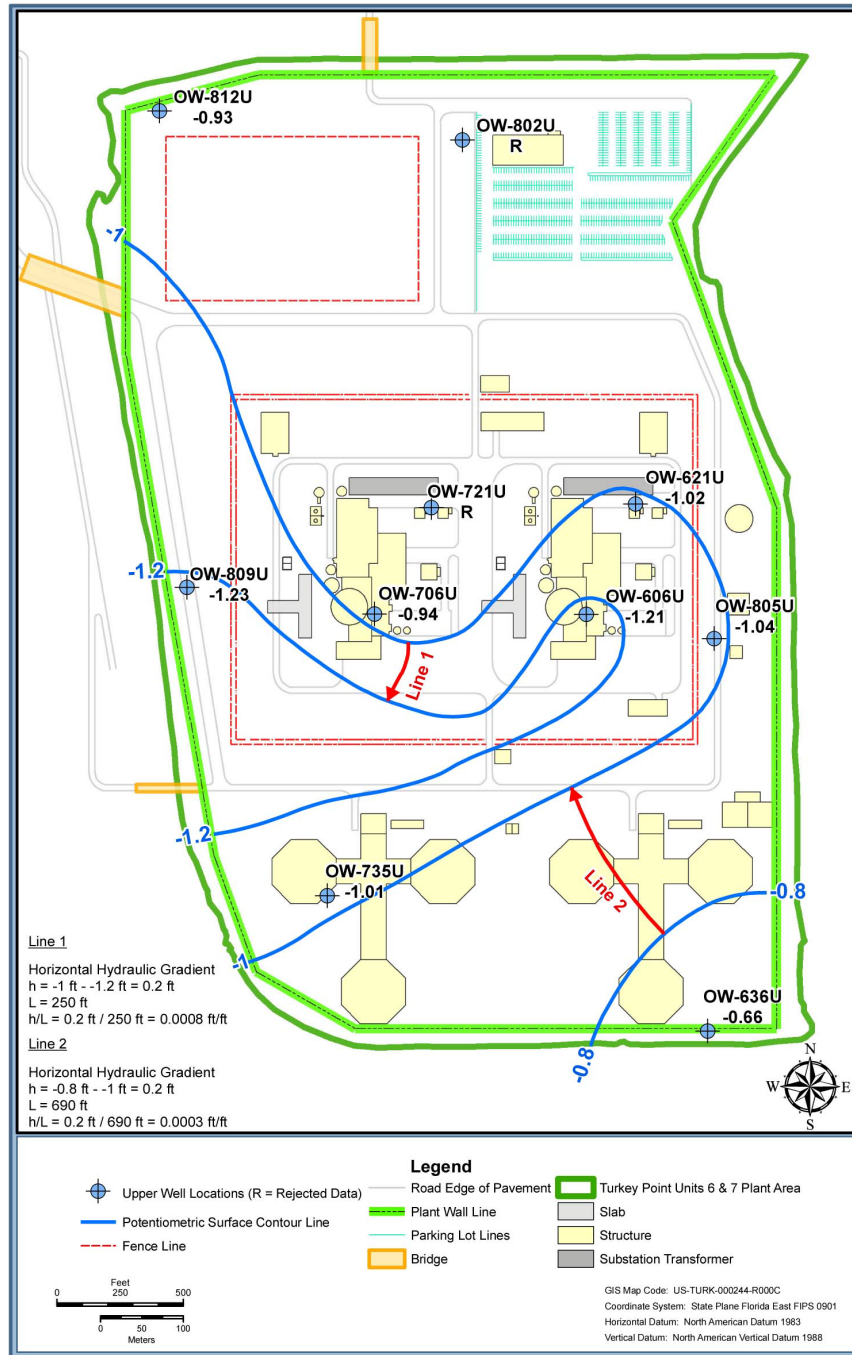 OW-812U
-0.93
OW-802U
R
-1
OW-721U
R
OW-621U
-1.02
-1.2
OW-809U
-1.23
OW-706U
-0.94
OW-606U
-1.21
OW-805U
-1.04
Line 1
-1.2
OW-735U
-1.01
Line 2
-0.8
-1
OW-636U
-0.66
-0.8
Line 1
Horizontal Hydraulic Gradient
h = -1 ft - -1.2 ft = 0.2 ft
L = 250 ft
h/L = 0.2 ft / 250 ft = 0.0008 ft/ft
Line 2
Horizontal Hydraulic Gradient
h = -0.8 ft - -1 ft = 0.2 ft
L = 690 ft
h/L = 0.2 ft / 690 ft = 0.0003 ft/ft
N
W E
S
Legend
Upper Well Locations (R = Rejected Data)
Potentiometric Surface Contour Line
Fence Line
Road Edge of Pavement
Plant Wall Line
Parking Lot Lines
Bridge
Turkey Point Units 6 & 7 Plant Area
Slab
Structure
Substation Transformer
Feet
0 250 500
0 50 100
Meters
GIS Map Code: US-TURK-000244-R000C
Coordinate System: State Plane Florida East FIPS 0901
Horizontal Datum: North American Datum 1983
Vertical Datum: North American Vertical Datum 1988